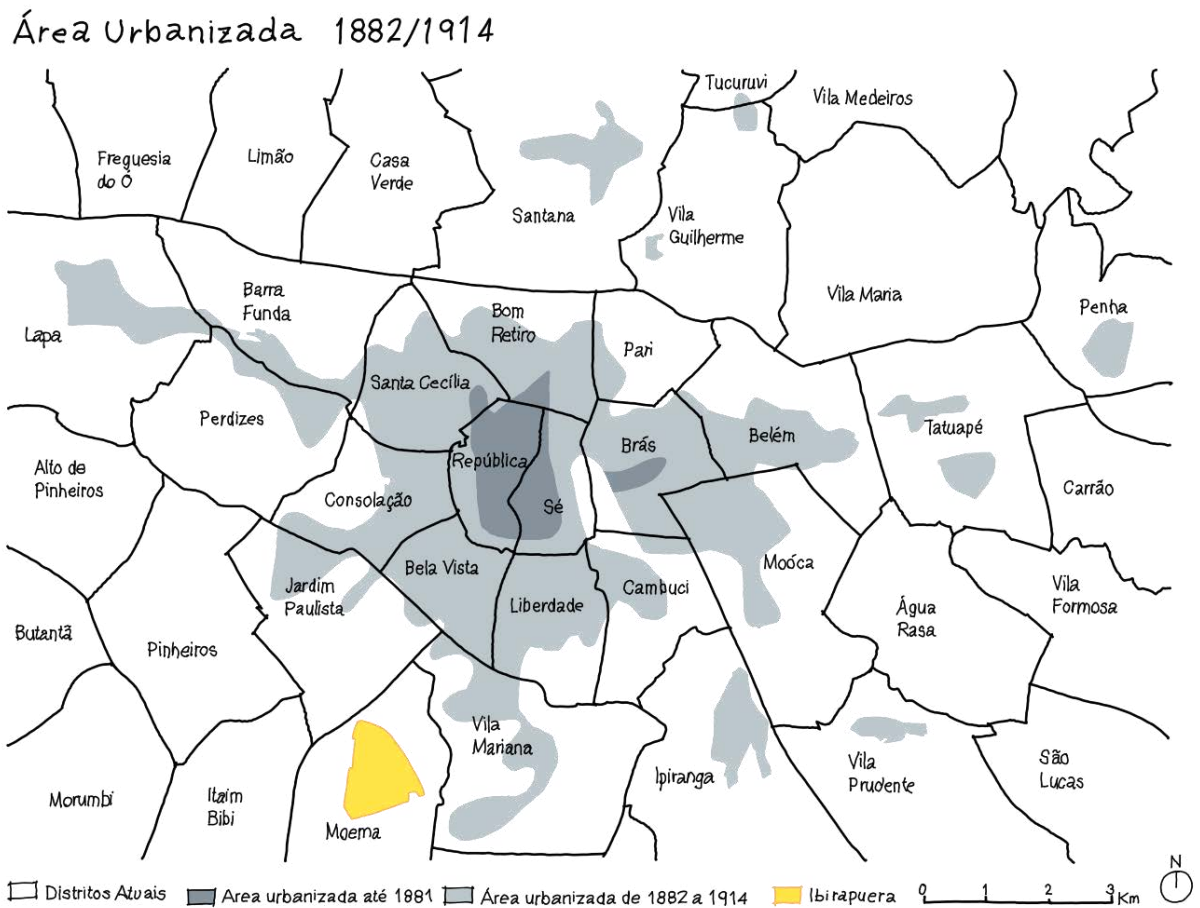 Área Urbanizada 1882/1914
Tucuruvi
Vila Medeiros
Freguesia
do Ó
Limão
Casa
Verde
Santana
Vila
Guilherme
Vila Maria
Penha
Lapa
Barra
Funda
Bom
Retiro
Pari
Santa Cecília
Perdizes
República
Sé
Brás
Belém
Tatuapé
Carrão
Alto de
Pinheiros
Consolação
Bela Vista
Jardim
Paulista
Liberdade
Cambuci
Moóca
Água
Rasa
Vila
Formosa
Butantã
Pinheiros
Vila
Mariana
Ipiranga
Vila
Prudente
São
Lucas
Morumbi
Itaim
Bibi
Moema
Distritos Atuais
Area urbanizada até 1881
Área urbanizada de 1882 a 1914
Ibirapuera
0 1 2 3 Km
N